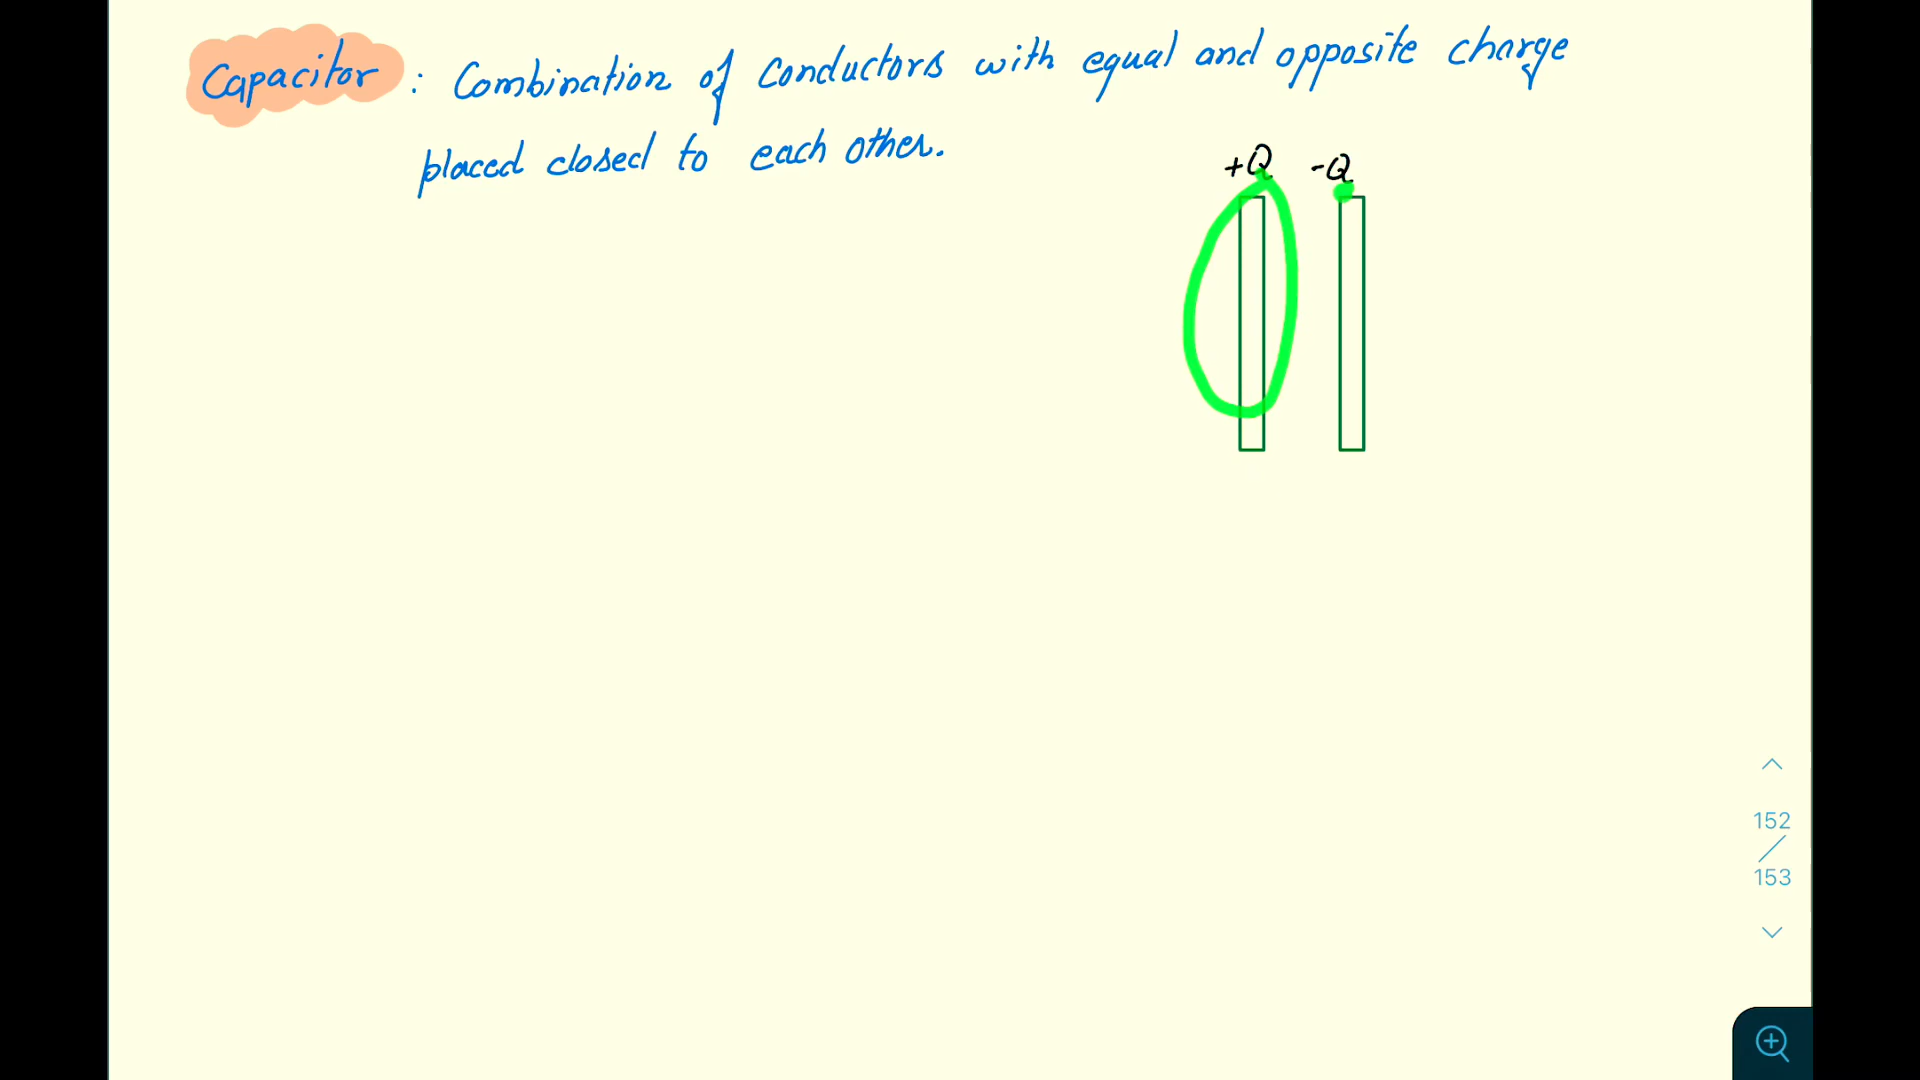 Capacitor : Combination of conductors with equal and opposite charge
placed closed to each other.
+Q -Q
152
/
153